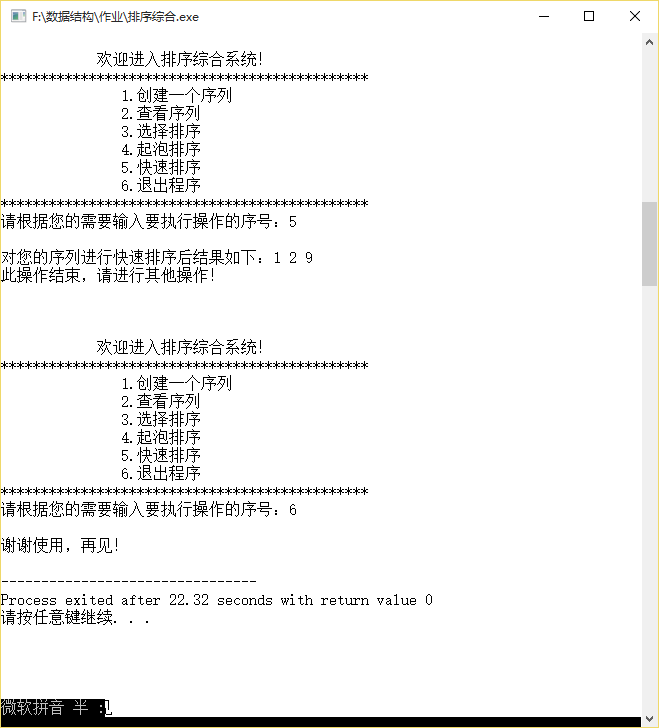 F:\数据结构\作业\排序综合.exe
欢迎进入排序综合系统!
**********************************************
1.创建一个序列
2.查看序列
3.选择排序
4.起泡排序
5.快速排序
6.退出程序
**********************************************
请根据您的需要输入要执行操作的序号: 5
对您的序列进行快速排序后结果如下: 1 2 9
此操作结束, 请进行其他操作!
欢迎进入排序综合系统!
**********************************************
1.创建一个序列
2.查看序列
3.选择排序
4.起泡排序
5.快速排序
6.退出程序
**********************************************
请根据您的需要输入要执行操作的序号: 6
谢谢使用, 再见!
--------------------------------
Process exited after 22.32 seconds with return value 0
请按任意键继续. . .
微软拼音 半 :